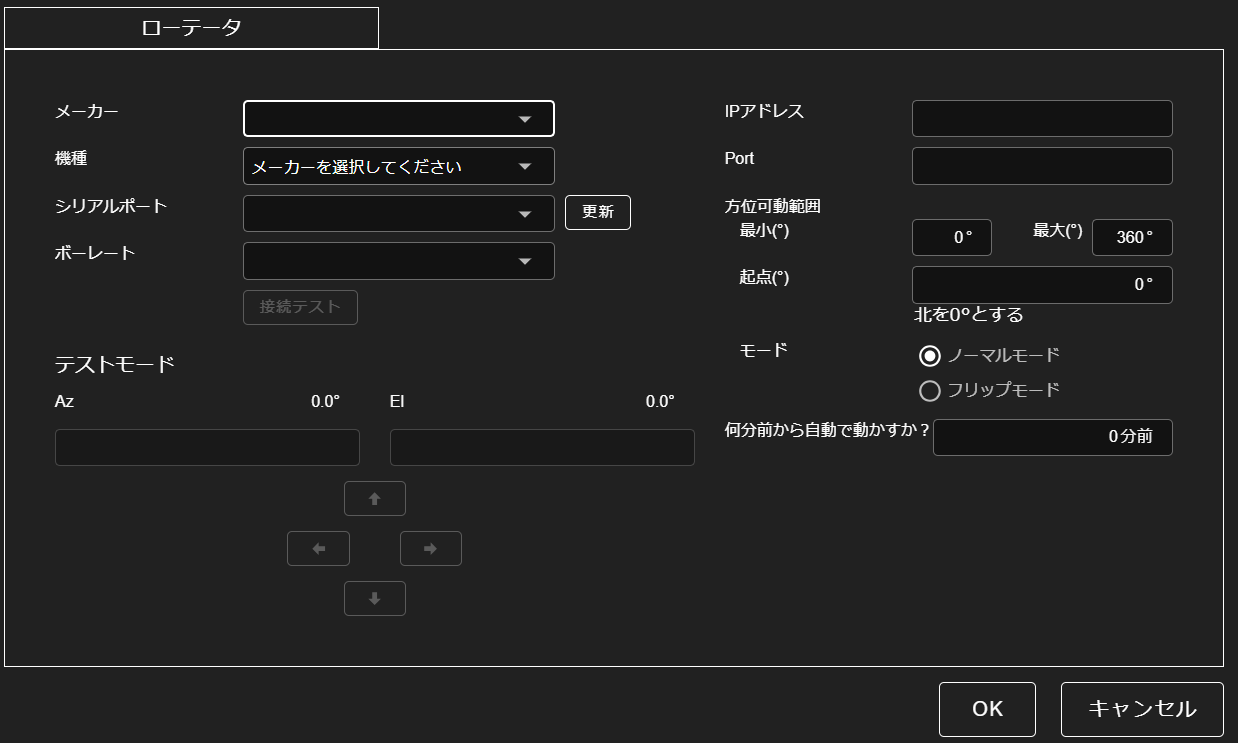 ローテータ
メーカー
機種
メーカーを選択してください
シリアルポート
更新
ボーレート
接続テスト
テストモード
Az 0.0° El 0.0°
IPアドレス
Port
方位可動範囲
最小(°) 0° 最大(°) 360°
起点(°) 0°
北を0°とする
モード
ノーマルモード
フリップモード
何分前から自動で動かすか？ 0分前
OK キャンセル